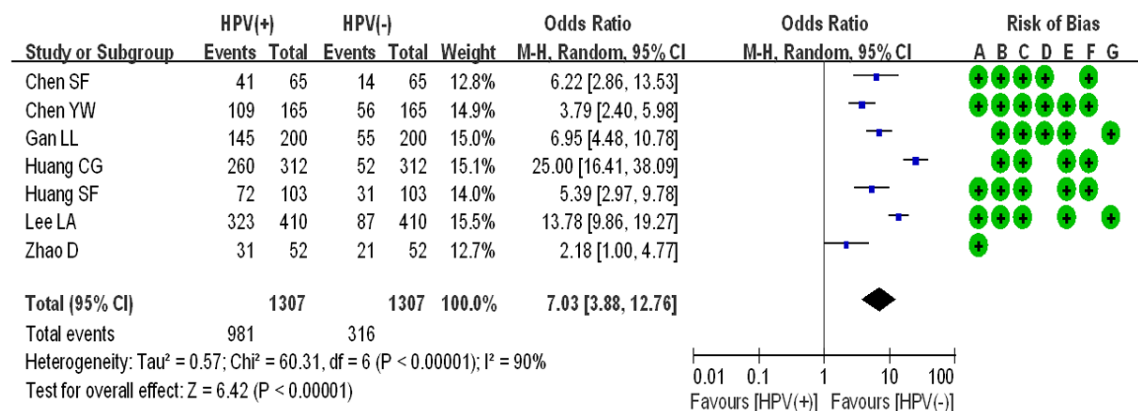 HPV(+) HPV(-) Odds Ratio Odds Ratio Risk of Bias
Study or Subgroup Events Total Events Total Weight M-H, Random, 95% CI M-H, Random, 95% CI A B C D E F G
Chen SF 41 65 14 65 12.8% 6.22 [2.86, 13.53]
Chen YW 109 165 56 165 14.9% 3.79 [2.40, 5.98]
Gan LL 145 200 55 200 15.0% 6.95 [4.48, 10.78]
Huang CG 260 312 52 312 15.1% 25.00 [16.41, 38.09]
Huang SF 72 103 31 103 14.0% 5.39 [2.97, 9.78]
Lee LA 323 410 87 410 15.5% 13.78 [9.86, 19.27]
Zhao D 31 52 21 52 12.7% 2.18 [1.00, 4.77]
Total (95% CI) 1307 1307 100.0% 7.03 [3.88, 12.76]
Total events 981 316
Heterogeneity: Tau² = 0.57; Chi² = 60.31, df = 6 (P < 0.00001); I² = 90%
Test for overall effect: Z = 6.42 (P < 0.00001)
0.01 0.1 1 10 100
Favours [HPV(+) Favours [HPV(-)